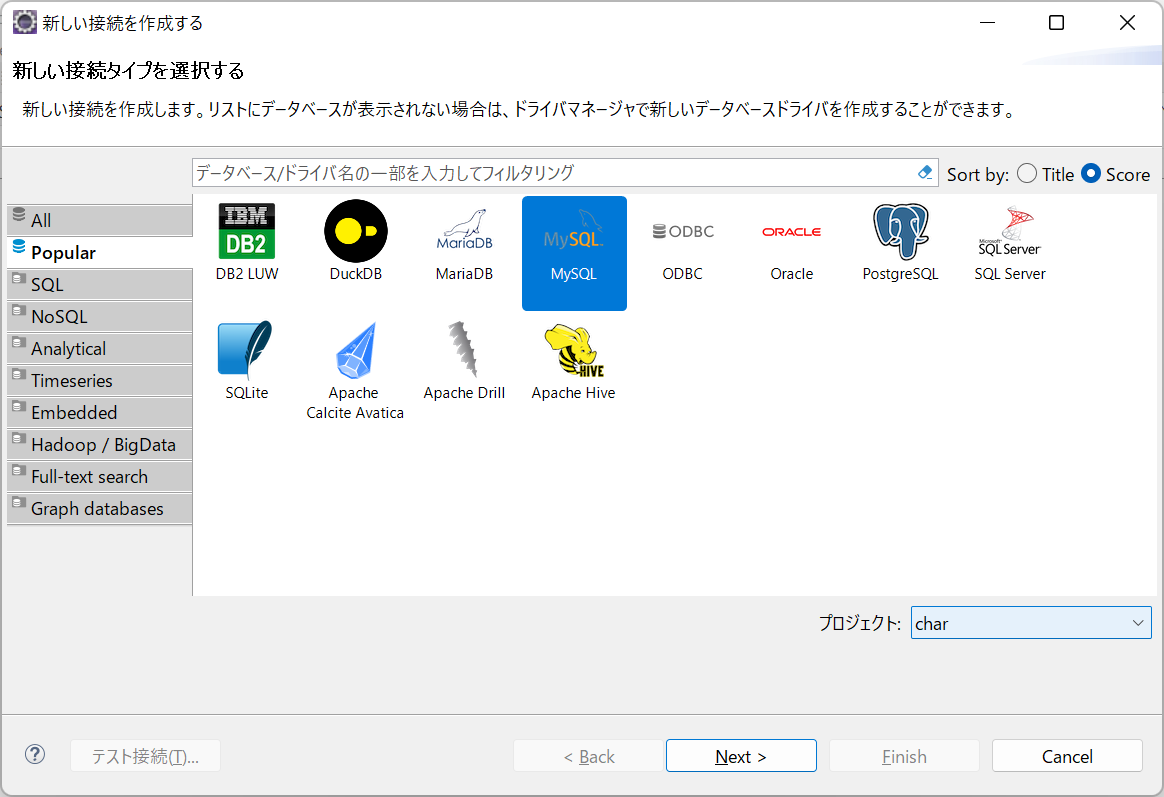 新しい接続を作成する
新しい接続タイプを選択する
新しい接続を作成します。リストにデータベースが表示されない場合は、ドライバマネージャで新しいデータベースドライバを作成することができます。
データベース/ドライバ名の一部を入力してフィルタリング
Sort by: Title Score
All
Popular
SQL
NoSQL
Analytical
Timeseries
Embedded
Hadoop / BigData
Full-text search
Graph databases
IBM
DB2
DB2 LUW
DuckDB
MariaDB
MariaDB
MySQL
MySQL
ODBC
ODBC
ORACLE
Oracle
PostgreSQL
Microsoft
SQL Server
SQL Server
SQLite
Apache
Calcite Avatica
Apache Drill
HIVE
Apache Hive
プロジェクト: char
?
テスト接続(T)...
< Back
Next >
Finish
Cancel